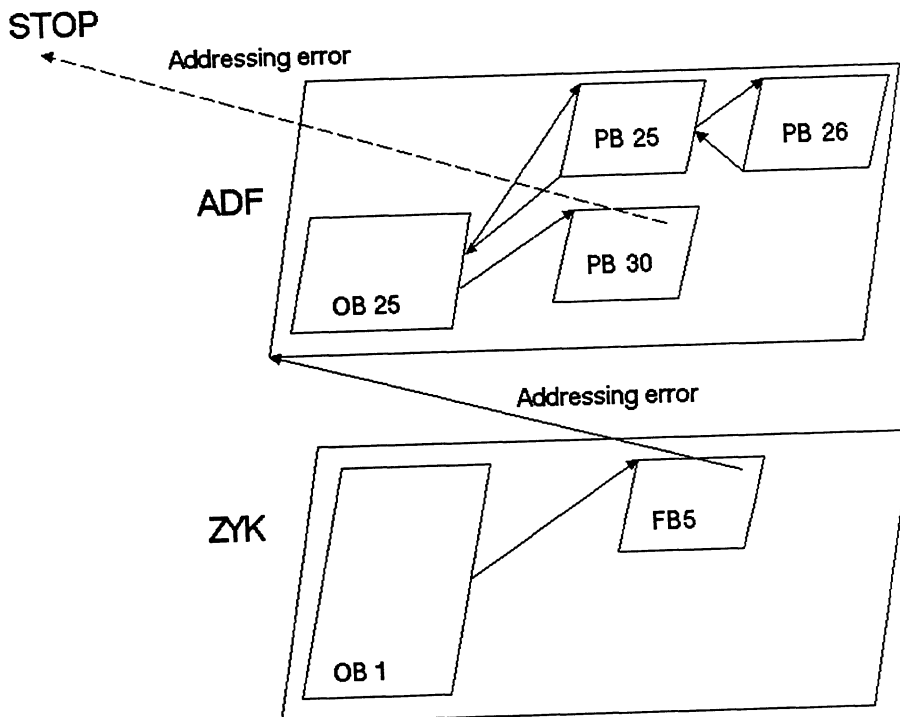 STOP
Addressing error
PB 25
PB 26
ADF
PB 30
OB 25
Addressing error
ZYK
FB5
OB 1